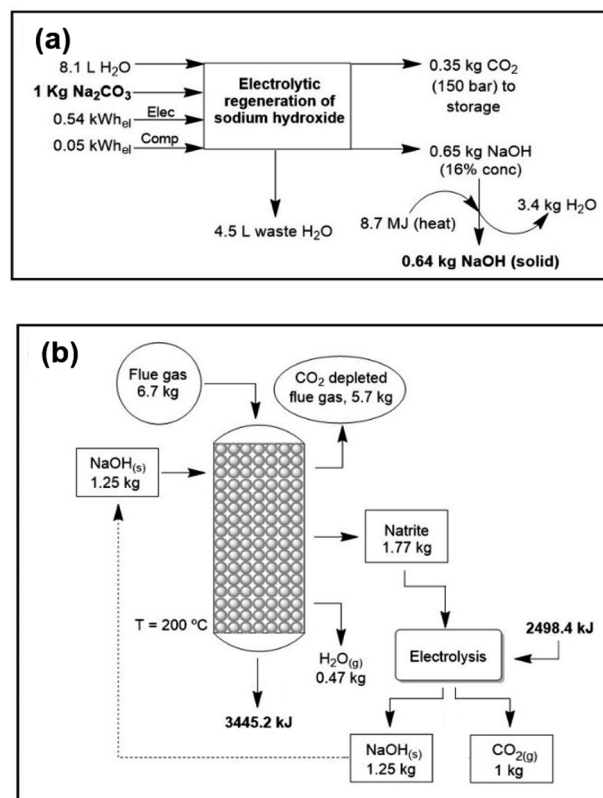 (a)
8.1 L H₂O
1 Kg Na₂CO₃
0.54 kWhₑₗ
Elec
0.05 kWhₑₗ
Comp
Electrolytic
regeneration of
sodium hydroxide
0.35 kg CO₂
(150 bar) to
storage
0.65 kg NaOH
(16% conc)
4.5 L waste H₂O
8.7 MJ (heat)
3.4 kg H₂O
0.64 kg NaOH (solid)
(b)
Flue gas
6.7 kg
CO₂ depleted
flue gas, 5.7 kg
NaOH(s)
1.25 kg
Natrite
1.77 kg
T = 200 ºC
H₂O(g)
0.47 kg
3445.2 kJ
2498.4 kJ
Electrolysis
NaOH(s)
1.25 kg
CO₂(g)
1 kg